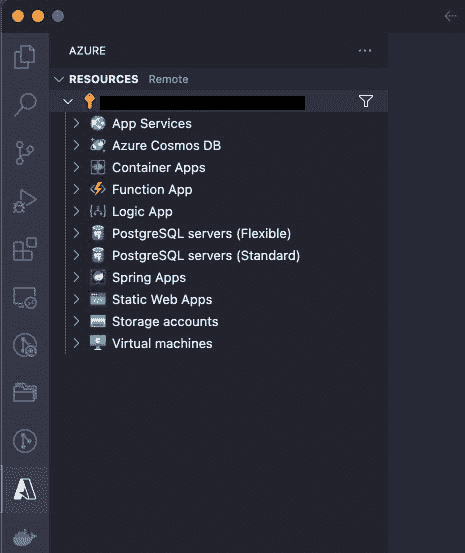 AZURE
RESOURCES Remote
App Services
Azure Cosmos DB
Container Apps
Function App
Logic App
PostgreSQL servers (Flexible)
PostgreSQL servers (Standard)
Spring Apps
Static Web Apps
Storage accounts
Virtual machines